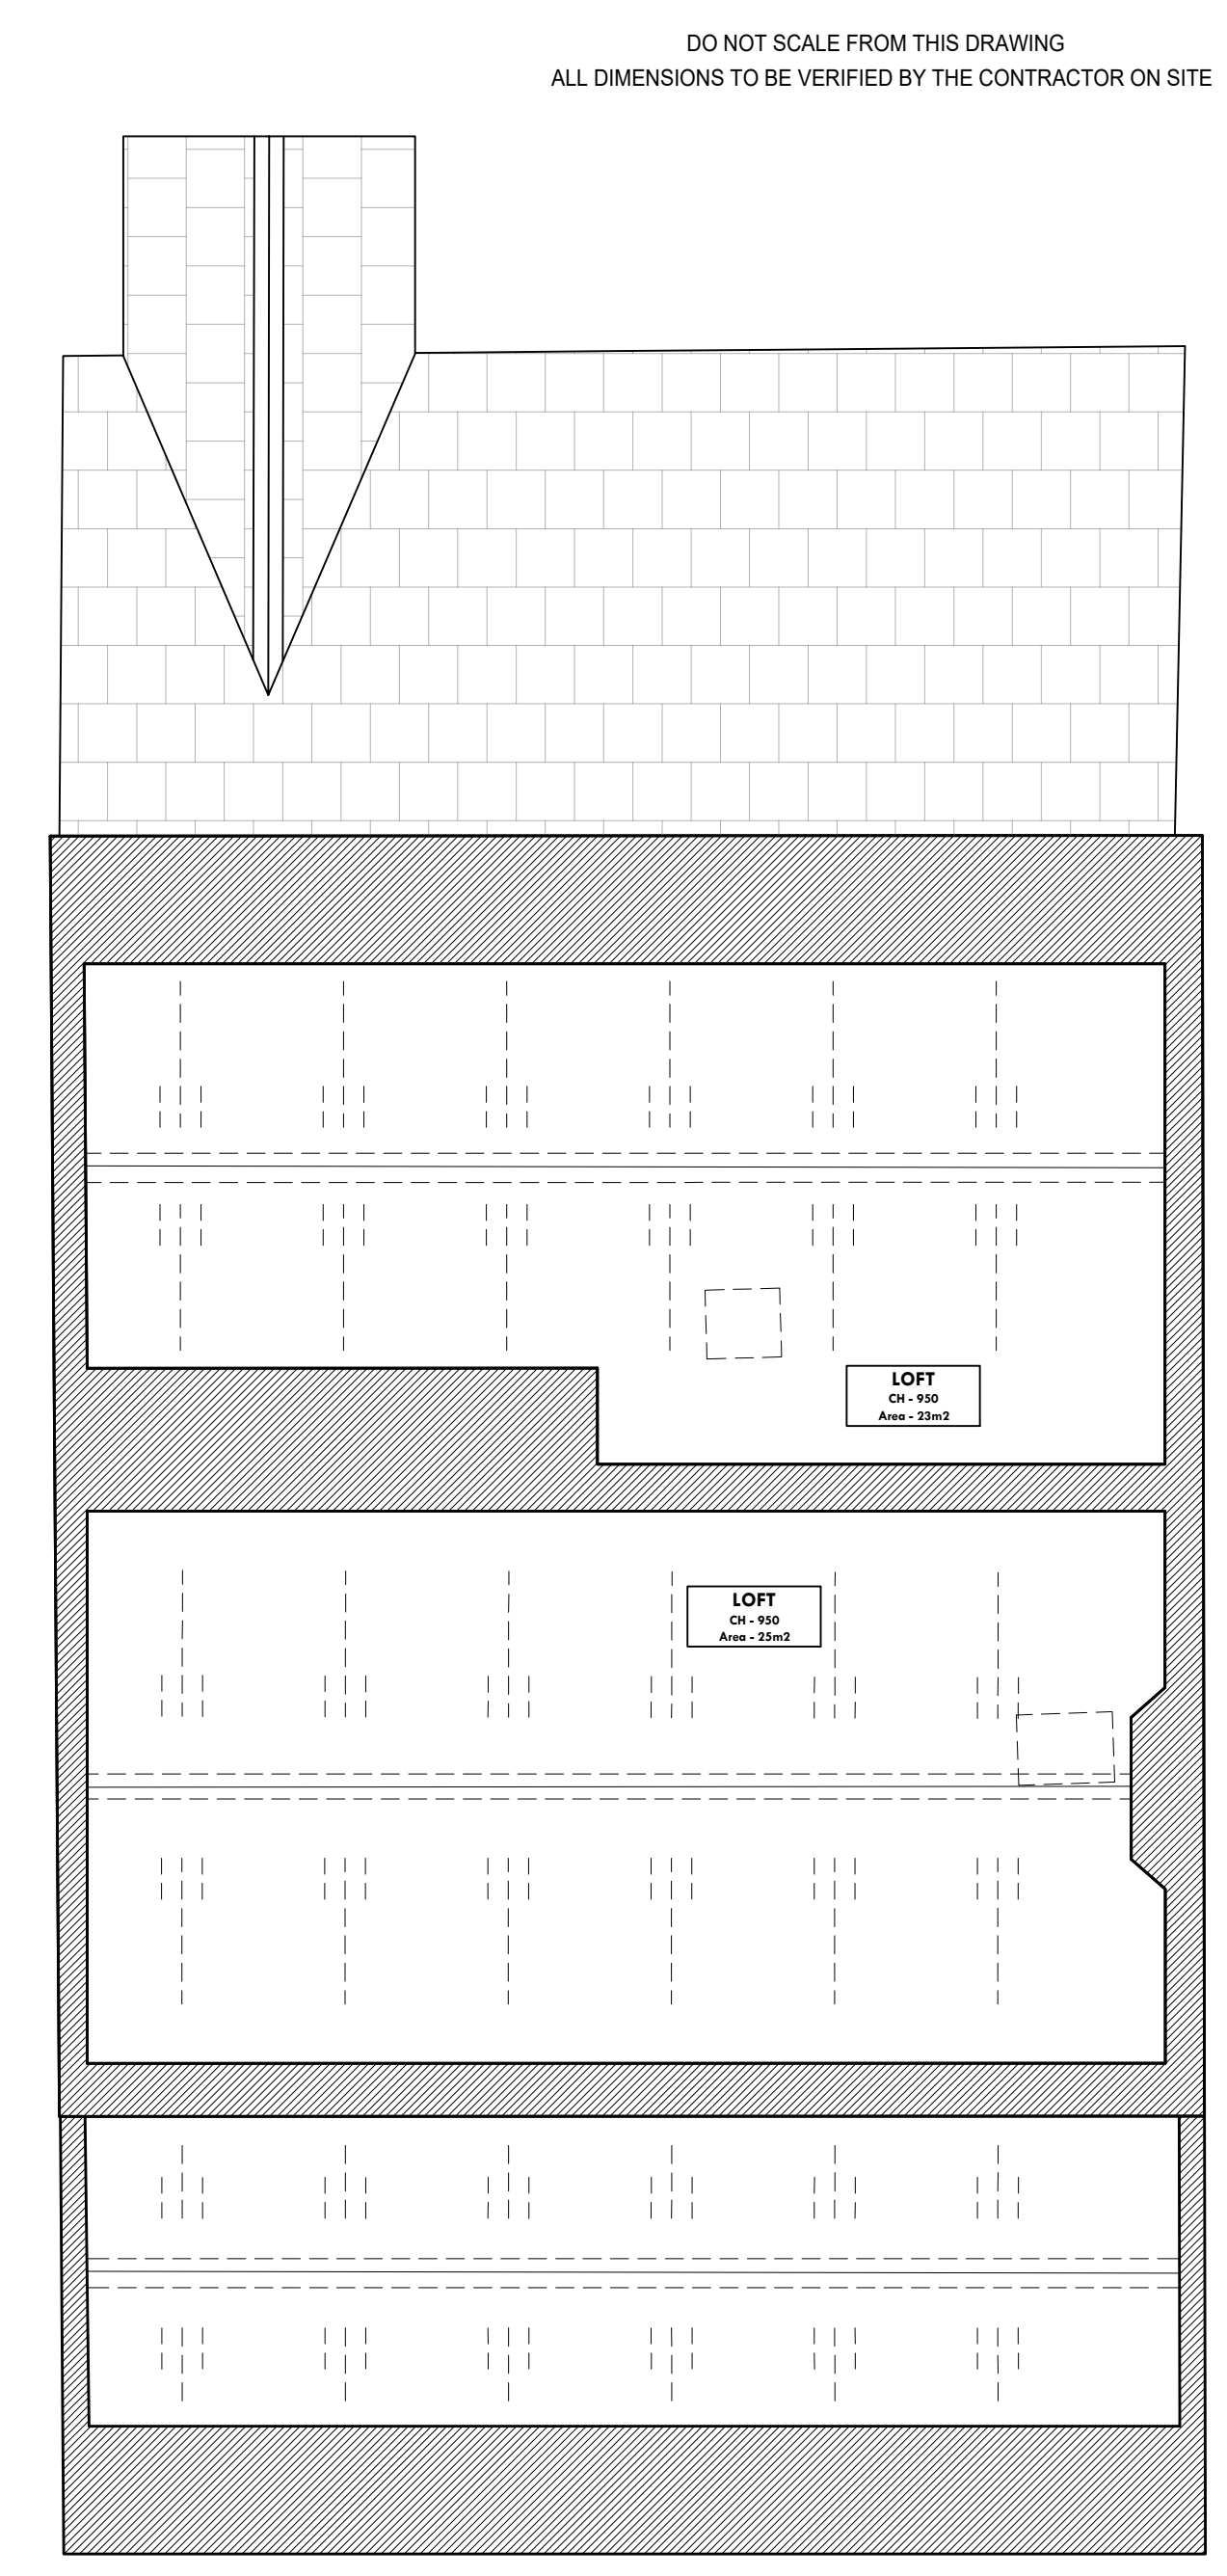 DO NOT SCALE FROM THIS DRAWING
ALL DIMENSIONS TO BE VERIFIED BY THE CONTRACTOR ON SITE
LOFT
CH - 950
Area - 23m2
LOFT
CH - 950
Area - 25m2